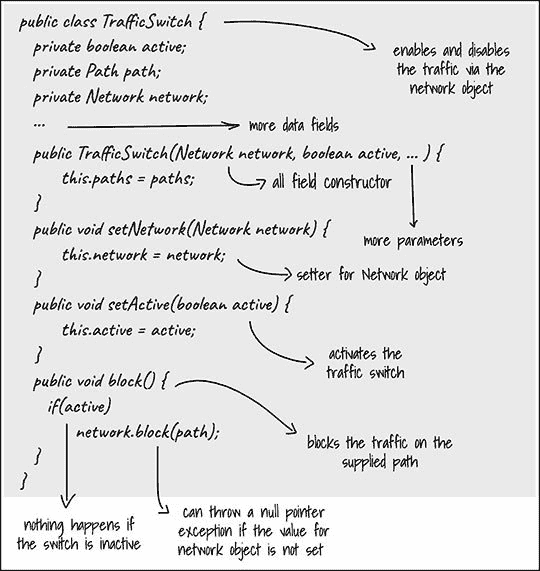 public class TrafficSwitch {
private boolean active;
enables and disables
the traffic via the
network object
private Path path;
private Network network;
...
more data fields
public TrafficSwitch(Network network, boolean active, ... ) {
this.paths = paths;
all field constructor
}
more parameters
public void setNetwork(Network network) {
this.network = network;
setter for Network object
}
public void setActive(boolean active) {
this.active = active;
}
activates the
traffic switch
public void block() {
if(active)
network.block(path);
blocks the traffic on the
supplied path
}
}
nothing happens if
the switch is inactive
can throw a null pointer
exception if the value for
network object is not set